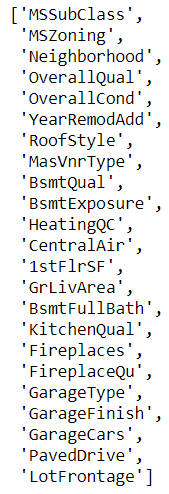 ['MSSubClass',
'MSZoning',
'Neighborhood',
'OverallQual',
'OverallCond',
'YearRemodAdd',
'RoofStyle',
'MasVnrType',
'BsmtQual',
'BsmtExposure',
'HeatingQC',
'CentralAir',
'1stFlrSF',
'GrLivArea',
'BsmtFullBath',
'KitchenQual',
'Fireplaces',
'FireplaceQu',
'GarageType',
'GarageFinish',
'GarageCars',
'PavedDrive',
'LotFrontage']